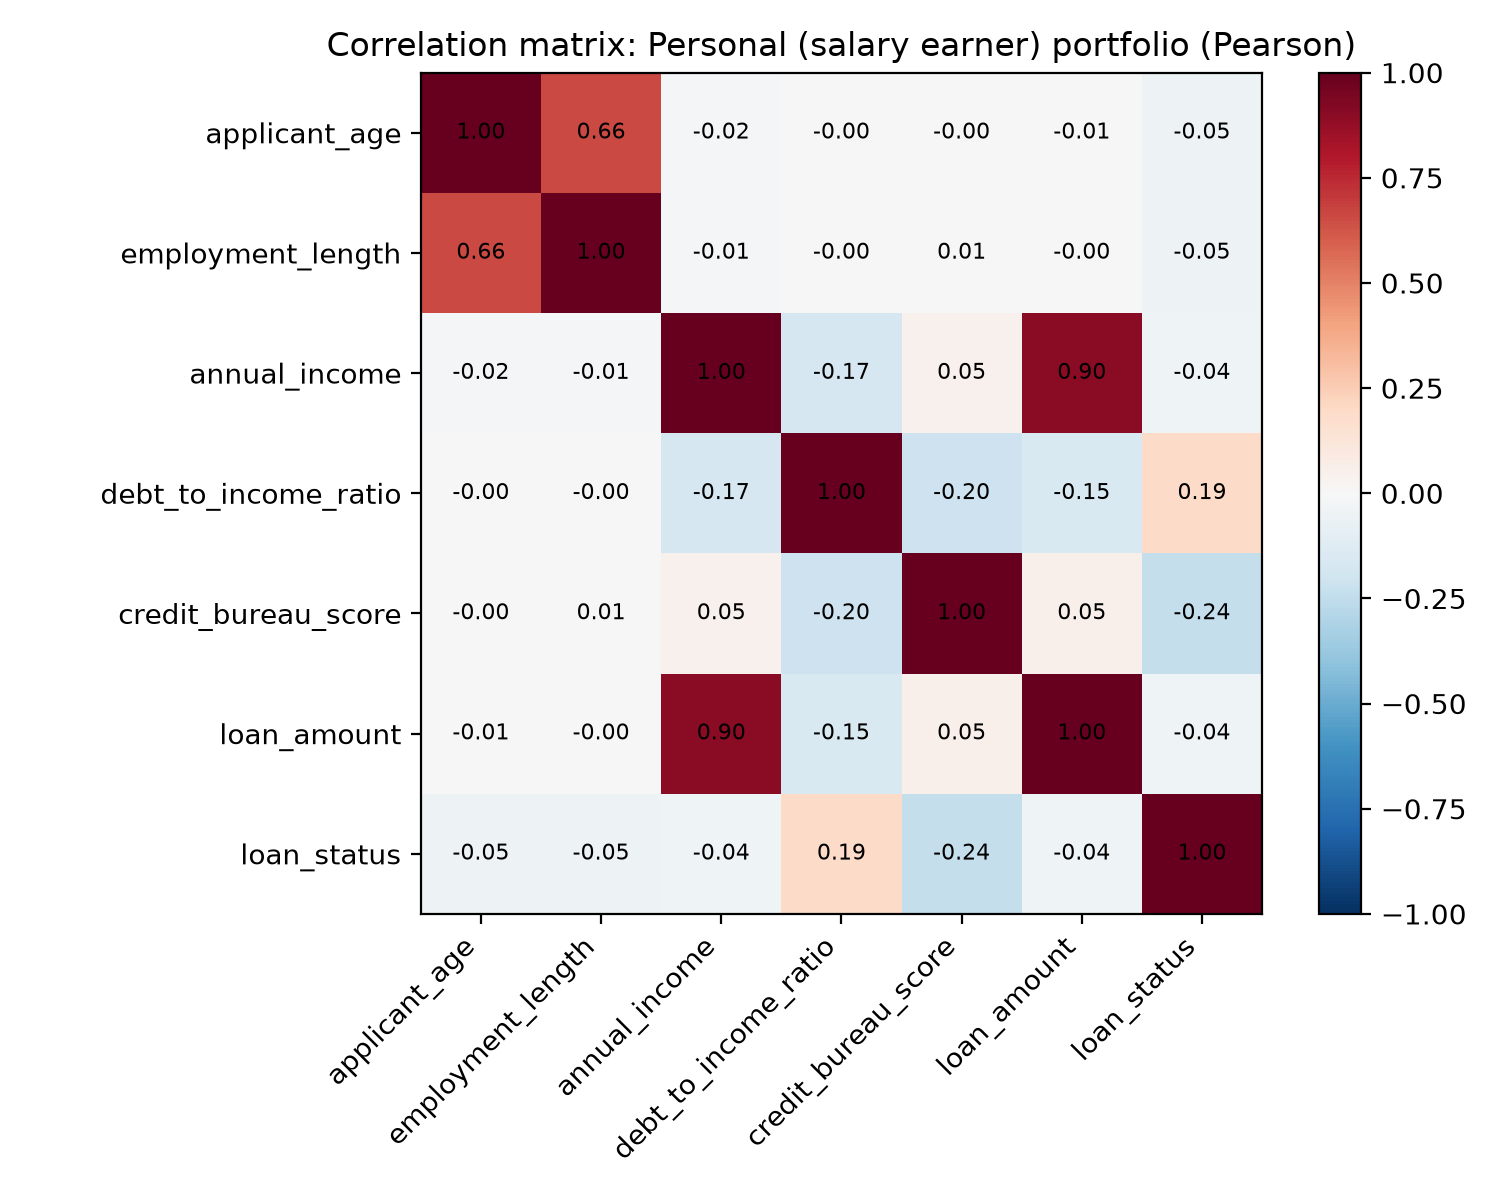 Correlation matrix: Personal (salary earner) portfolio (Pearson)
applicant_age 1.00 0.66 -0.02 -0.00 -0.00 -0.01 -0.05
employment_length 0.66 1.00 -0.01 -0.00 0.01 -0.00 -0.05
annual_income -0.02 -0.01 1.00 -0.17 0.05 0.90 -0.04
debt_to_income_ratio -0.00 -0.00 -0.17 1.00 -0.20 -0.15 0.19
credit_bureau_score -0.00 0.01 0.05 -0.20 1.00 0.05 -0.24
loan_amount -0.01 -0.00 0.90 -0.15 0.05 1.00 -0.04
loan_status -0.05 -0.05 -0.04 0.19 -0.24 -0.04 1.00
applicant_age
employment_length
annual_income
debt_to_income_ratio
credit_bureau_score
loan_amount
loan_status
1.00
0.75
0.50
0.25
0.00
−0.25
−0.50
−0.75
−1.00